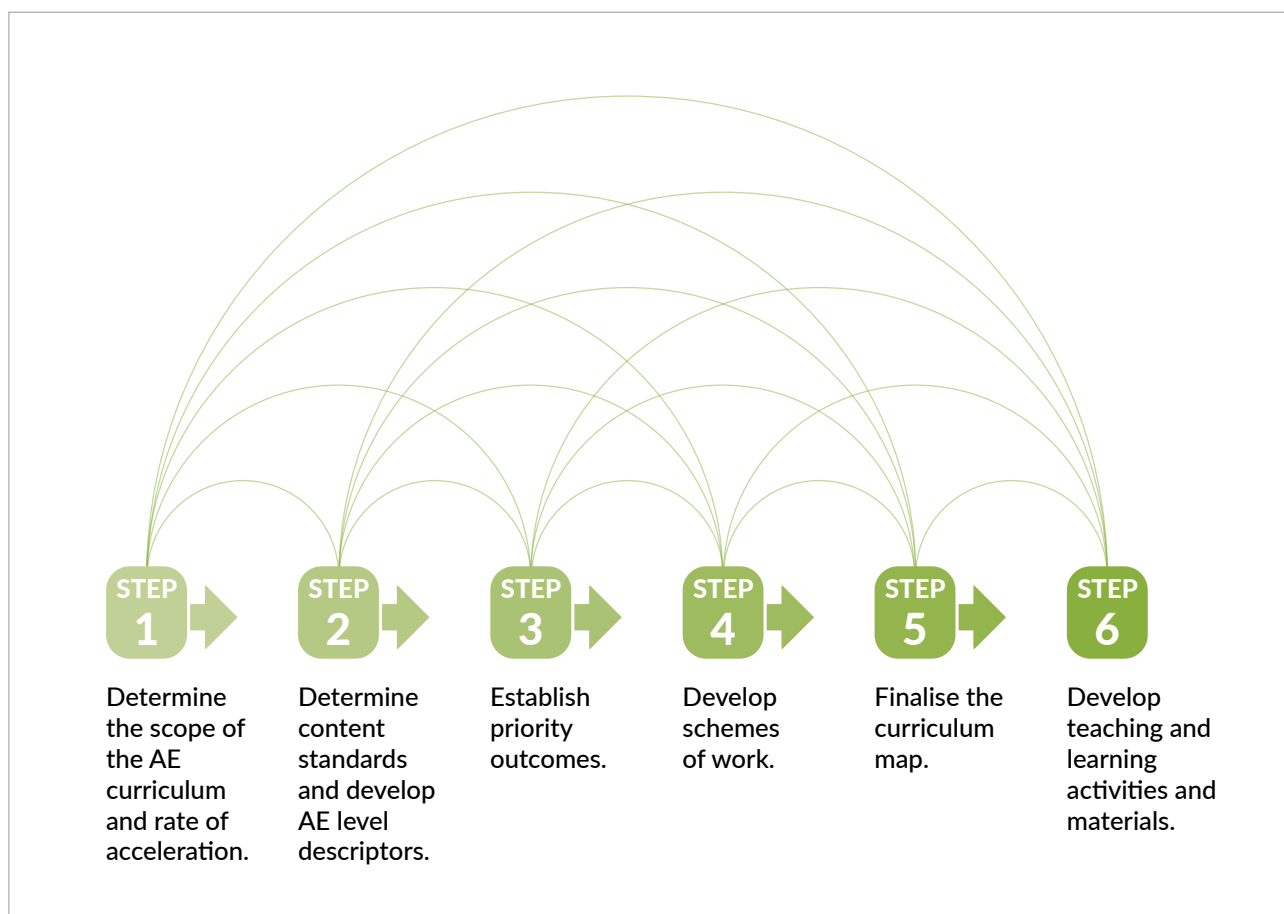 STEP
1
STEP
2
STEP
3
STEP
4
STEP
5
STEP
6
Determine
the scope of
the AE
curriculum
and rate of
acceleration.
Determine
content
standards
and develop
AE level
descriptors.
Establish
priority
outcomes.
Develop
schemes
of work.
Finalise the
curriculum
map.
Develop
teaching and
learning
activities and
materials.